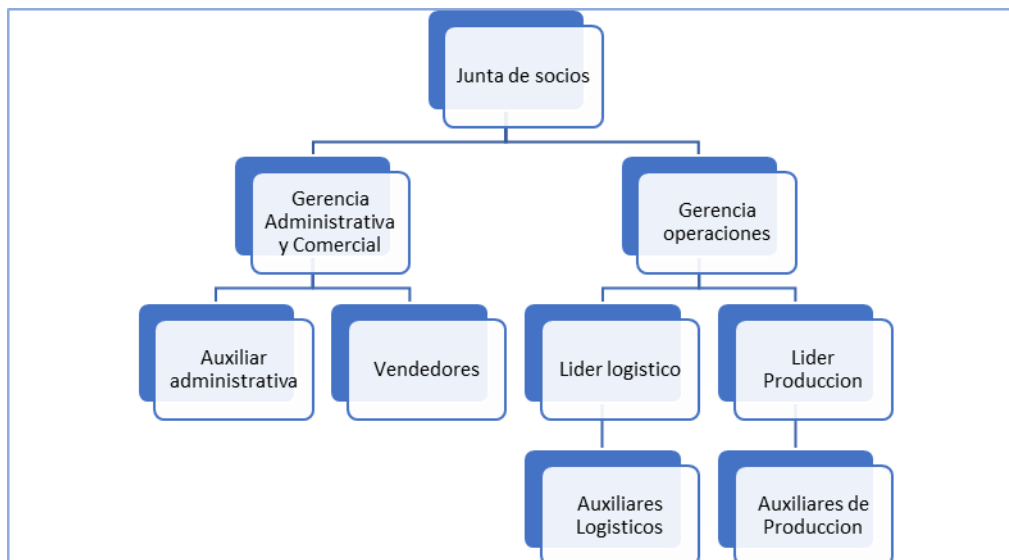 Junta de socios
Gerencia
Administrativa
y Comercial
Gerencia
operaciones
Auxiliar
administrativa
Vendedores
Lider logistico
Lider
Produccion
Auxiliares
Logisticos
Auxiliares de
Produccion